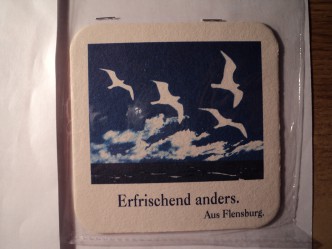 Erfrischend anders.
Aus Flensburg.